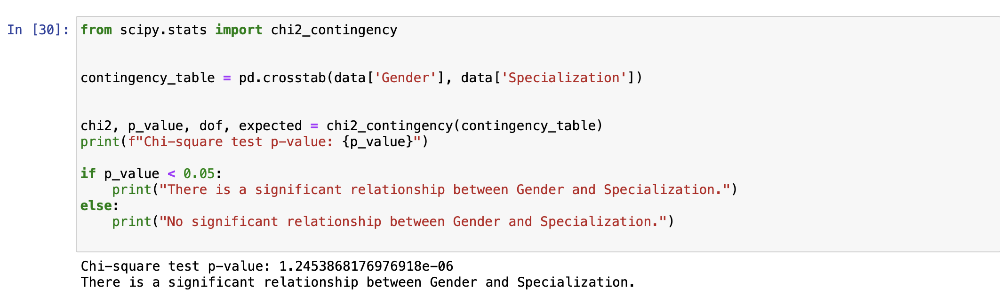 In [30]: from scipy.stats import chi2_contingency
contingency_table = pd.crosstab(data['Gender'], data['Specialization'])
chi2, p_value, dof, expected = chi2_contingency(contingency_table)
print(f"Chi-square test p-value: {p_value}")
if p_value < 0.05:
    print("There is a significant relationship between Gender and Specialization.")
else:
    print("No significant relationship between Gender and Specialization.")
Chi-square test p-value: 1.2453868176976918e-06
There is a significant relationship between Gender and Specialization.